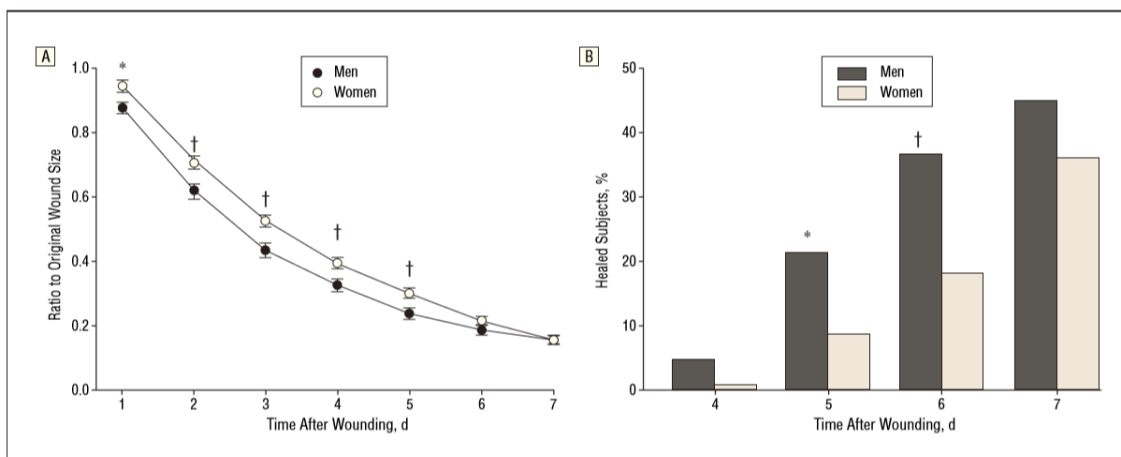 A
1.0
0.8
0.6
0.4
0.2
0.0
Ratio to Original Wound Size
*
†
†
†
†
Men
Women
1 2 3 4 5 6 7
Time After Wounding, d
B
50
40
30
20
10
0
Healed Subjects, %
*
†
Men
Women
4 5 6 7
Time After Wounding, d